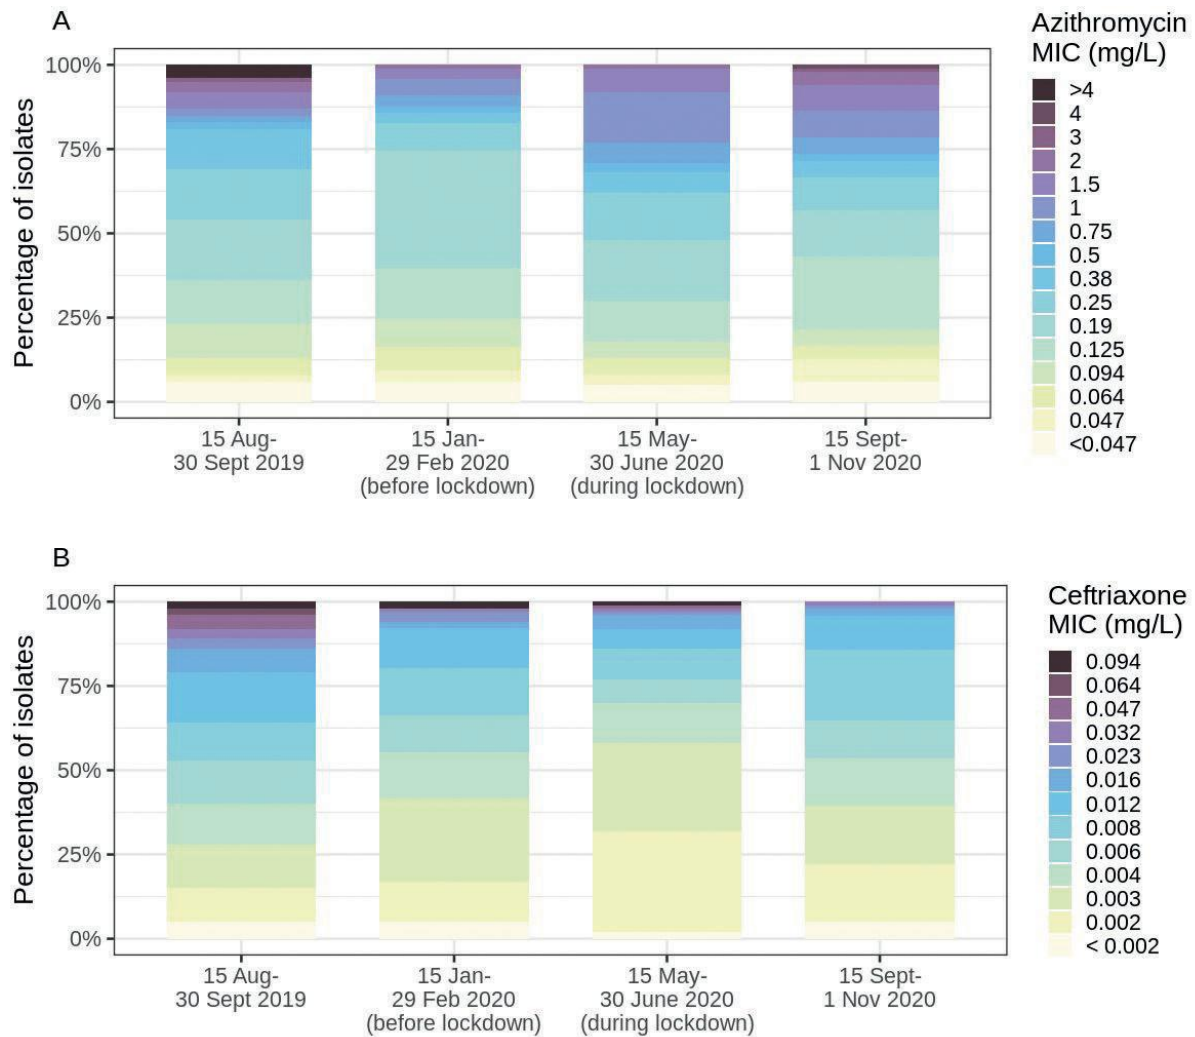 A
Percentage of isolates
100%
75%
50%
25%
0%
15 Aug-
30 Sept 2019
15 Jan-
29 Feb 2020
(before lockdown)
15 May-
30 June 2020
(during lockdown)
15 Sept-
1 Nov 2020
Azithromycin
MIC (mg/L)
>4
4
3
2
1.5
1
0.75
0.5
0.38
0.25
0.19
0.125
0.094
0.064
0.047
<0.047
B
Percentage of isolates
100%
75%
50%
25%
0%
15 Aug-
30 Sept 2019
15 Jan-
29 Feb 2020
(before lockdown)
15 May-
30 June 2020
(during lockdown)
15 Sept-
1 Nov 2020
Ceftriaxone
MIC (mg/L)
0.094
0.064
0.047
0.032
0.023
0.016
0.012
0.008
0.006
0.004
0.003
0.002
< 0.002